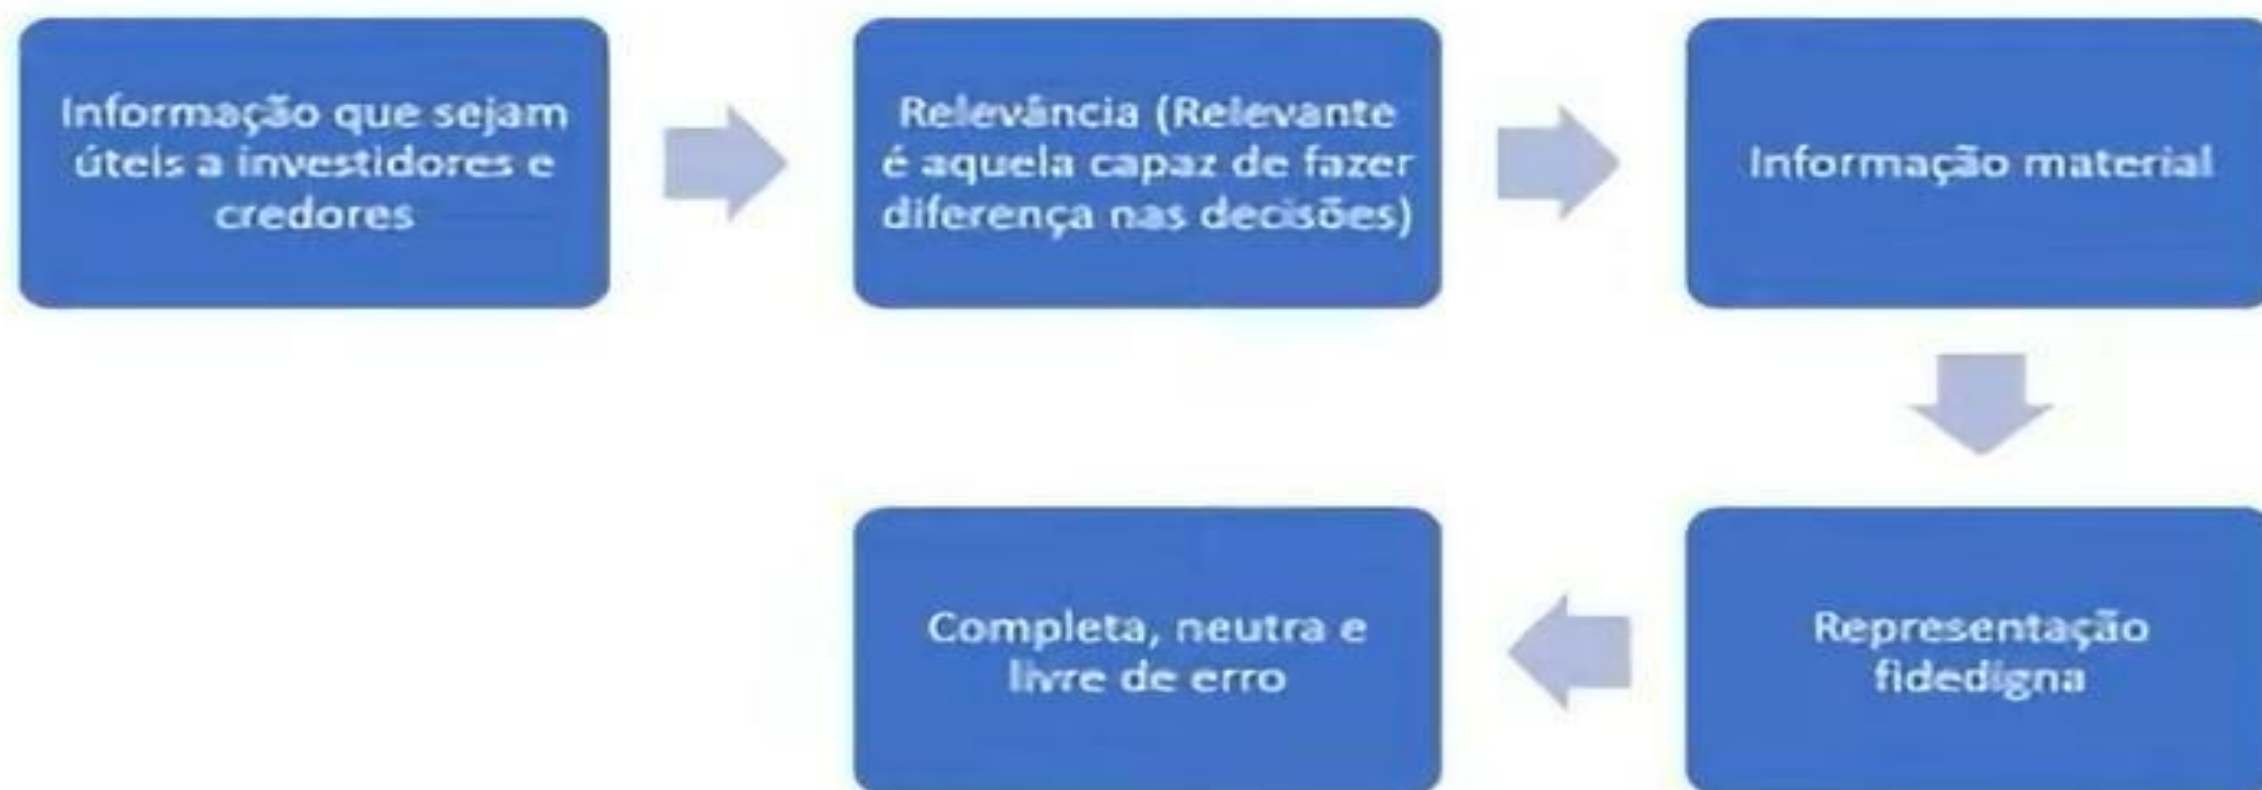 Informação que sejam
úteis a investidores e
credores
Relevância (Relevante
é aquela capaz de fazer
diferença nas decisões)
Informação material
Representação
fidedigna
Completa, neutra e
livre de erro